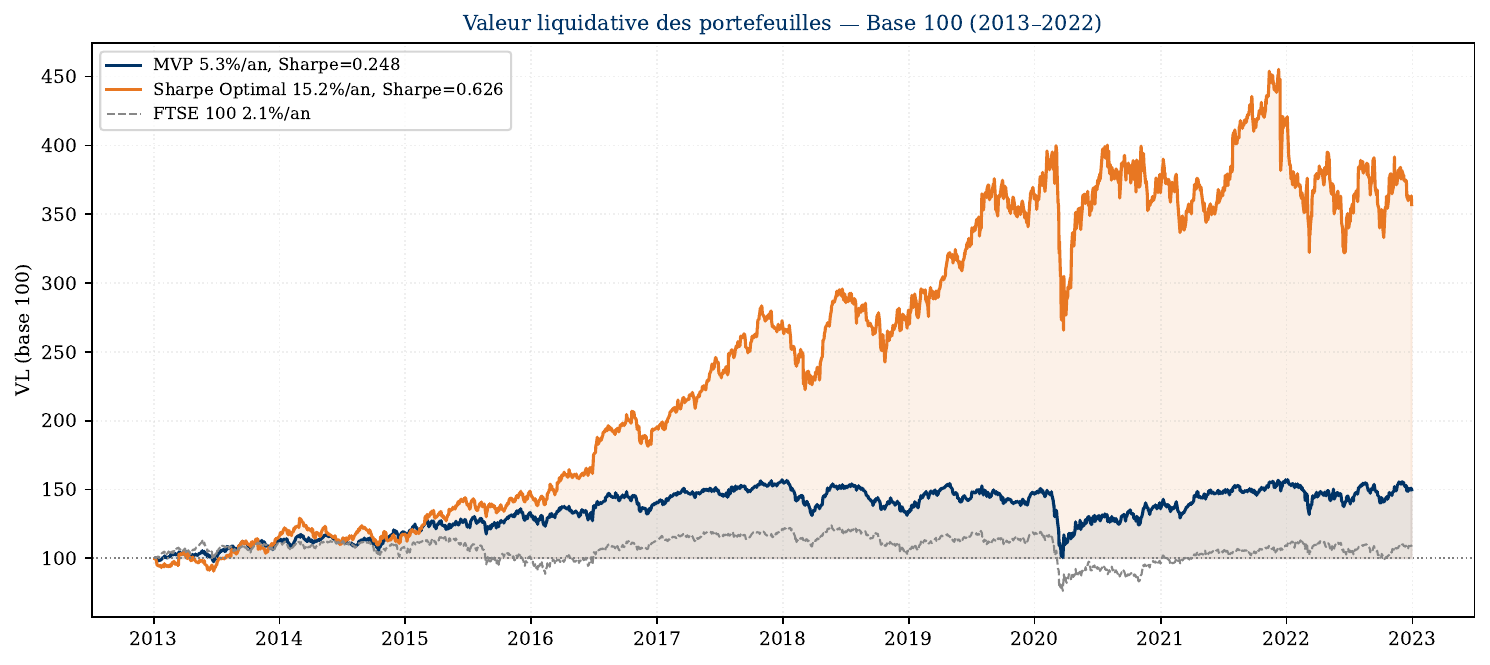 Valeur liquidative des portefeuilles — Base 100 (2013–2022)
MVP 5.3%/an, Sharpe=0.248
Sharpe Optimal 15.2%/an, Sharpe=0.626
FTSE 100 2.1%/an
VL (base 100)
450
400
350
300
250
200
150
100
2013 2014 2015 2016 2017 2018 2019 2020 2021 2022 2023